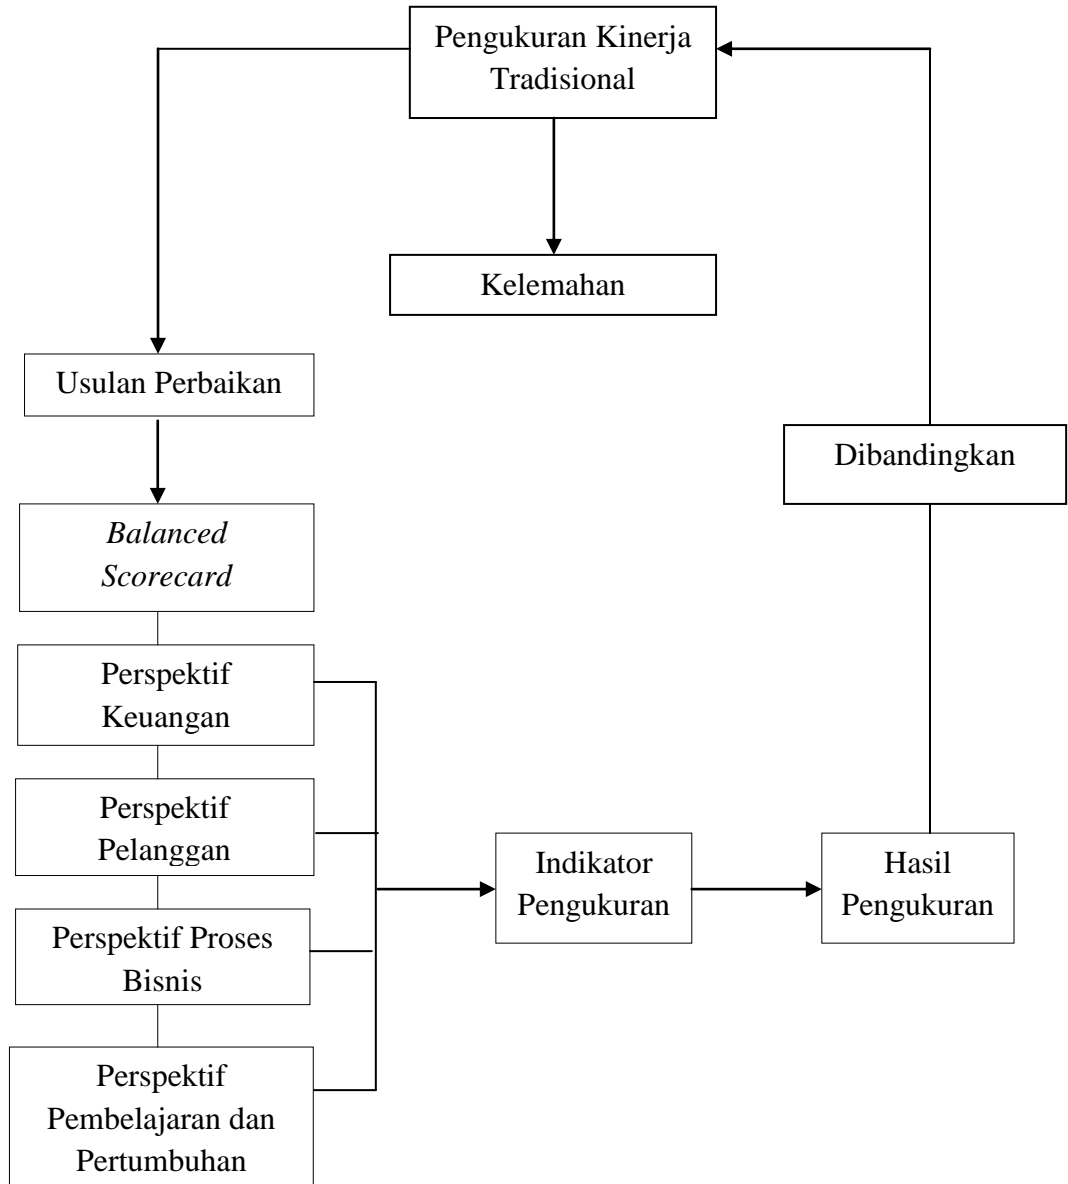 Pengukuran Kinerja
Tradisional
Kelemahan
Usulan Perbaikan
Dibandingkan
Balanced
Scorecard
Perspektif
Keuangan
Perspektif
Pelanggan
Indikator
Pengukuran
Hasil
Pengukuran
Perspektif Proses
Bisnis
Perspektif
Pembelajaran dan
Pertumbuhan